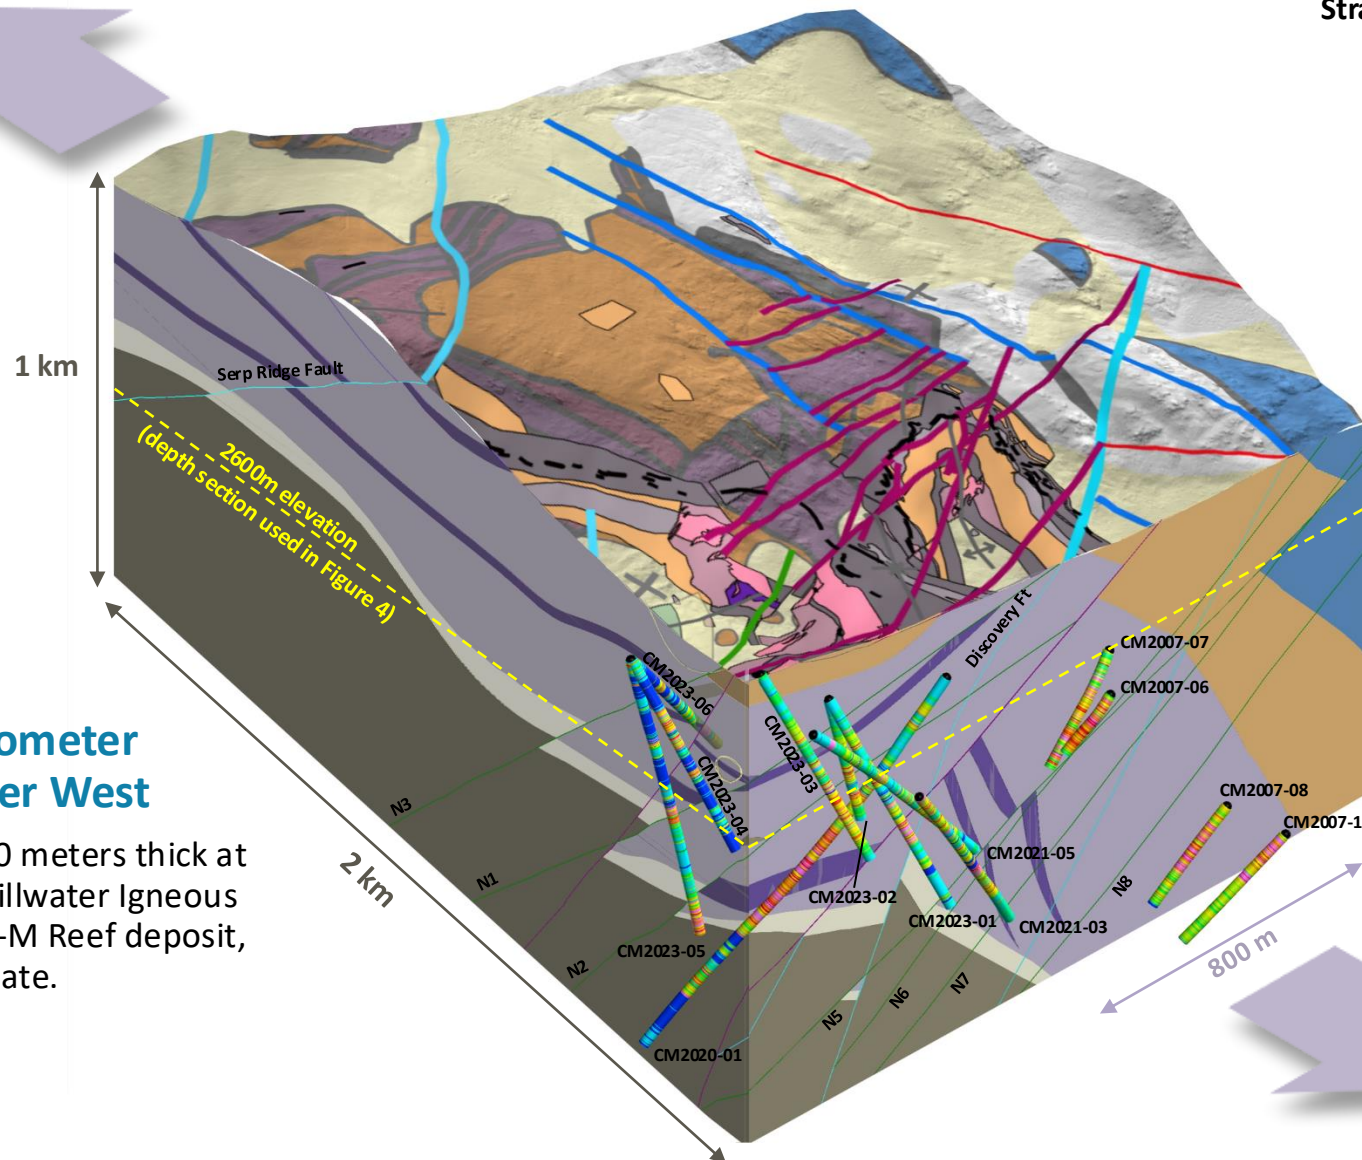 Stra
1 km
Serp Ridge Fault
2600m elevation
(depth section used in Figure 4)
Discovery Ft
CM2007-07
CM2007-06
CM2023-06
CM2023-03
CM2023-04
ometer
er West
0 meters thick at
illwater Igneous
-M Reef deposit,
ate.
N3
N1
N2
2 km
CM2007-08
CM2007-1
CM2021-05
CM2023-02
CM2023-01
CM2021-03
N8
CM2023-05
800 m
N5
N6
N7
CM2020-01